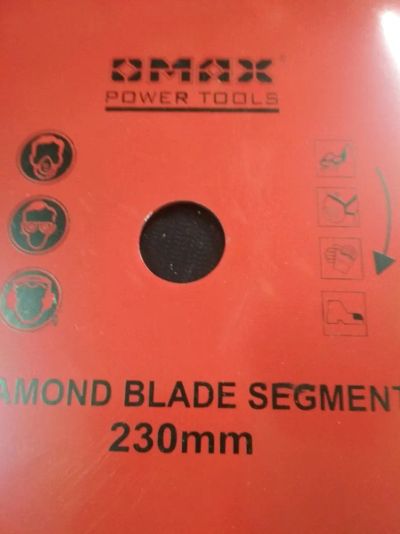 OMAX
POWER TOOLS
AMOND BLADE SEGMENT
230mm